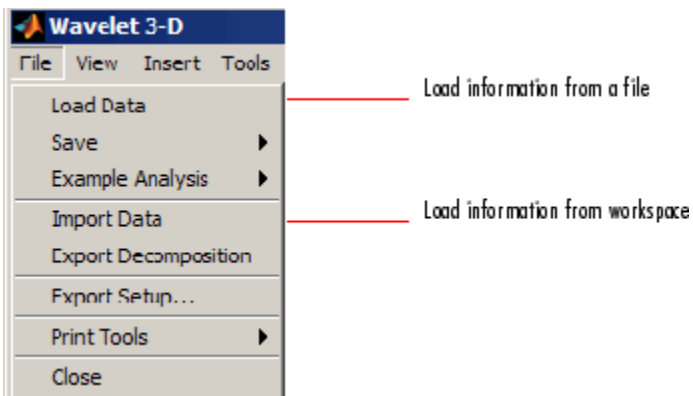 Wavelet 3-D
File View Insert Tools
Load Data
Save
Example Analysis
Import Data
Export Decomposition
Export Setup...
Print Tools
Close
Load information from a file
Load information from workspace